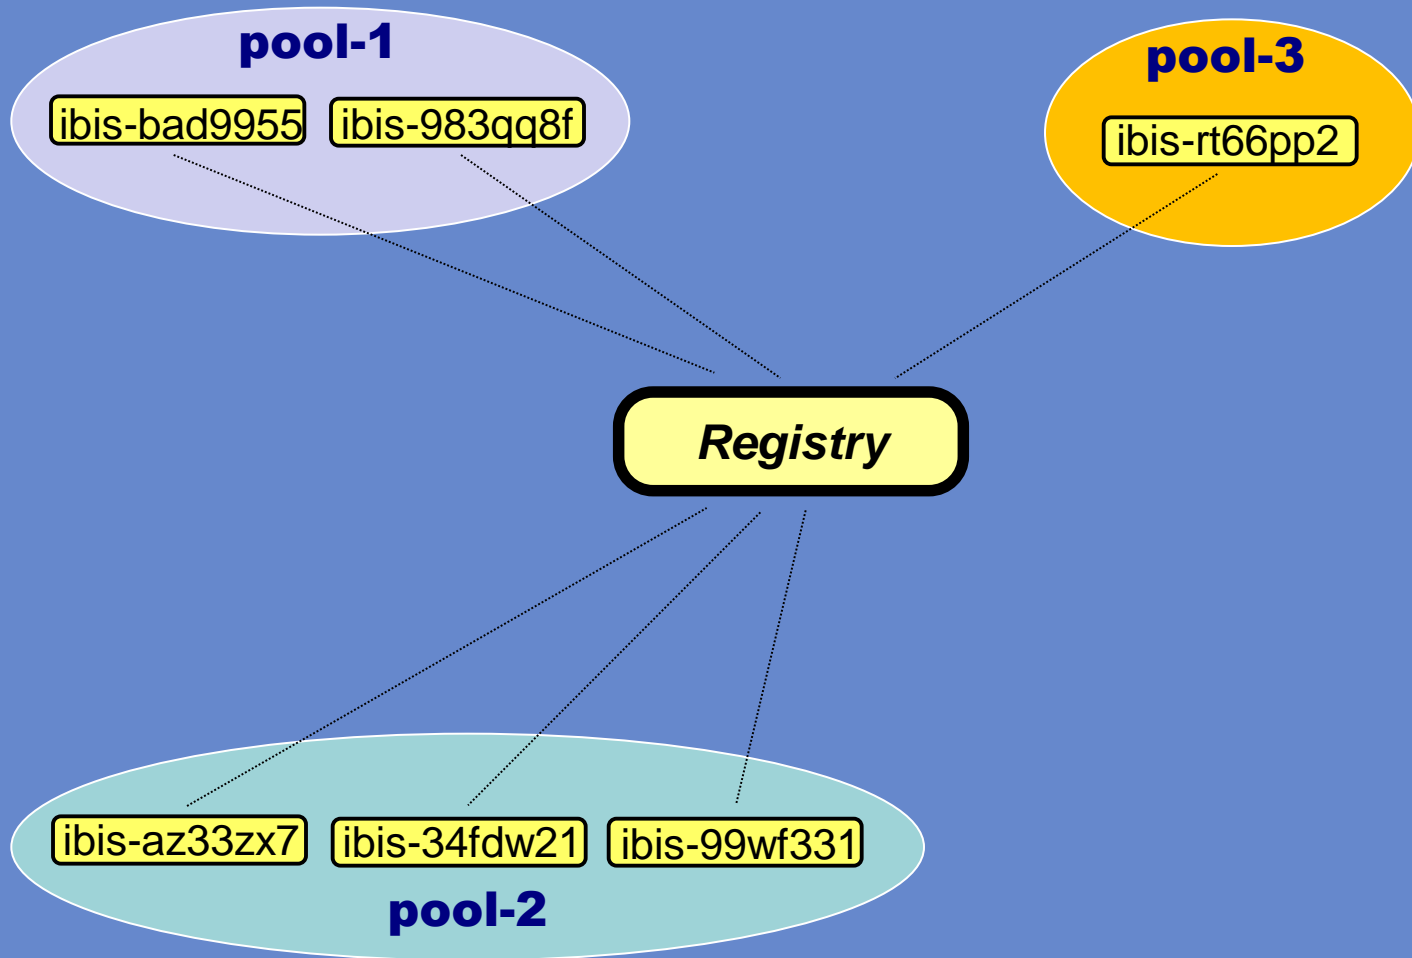 pool-1
ibis-bad9955
ibis-983qq8f
pool-3
ibis-rt66pp2
Registry
ibis-az33zx7
ibis-34fdw21
ibis-99wf331
pool-2